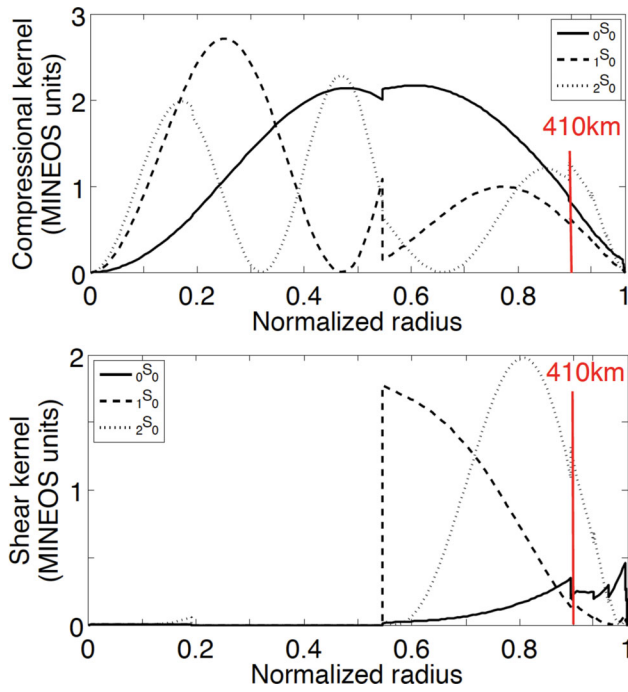 3
2
1
0
Compressional kernel
(MINEOS units)
0S0
1S0
2S0
410km
0 0.2 0.4 0.6 0.8 1
Normalized radius
2
1
0
Shear kernel
(MINEOS units)
0S0
1S0
2S0
410km
0 0.2 0.4 0.6 0.8 1
Normalized radius